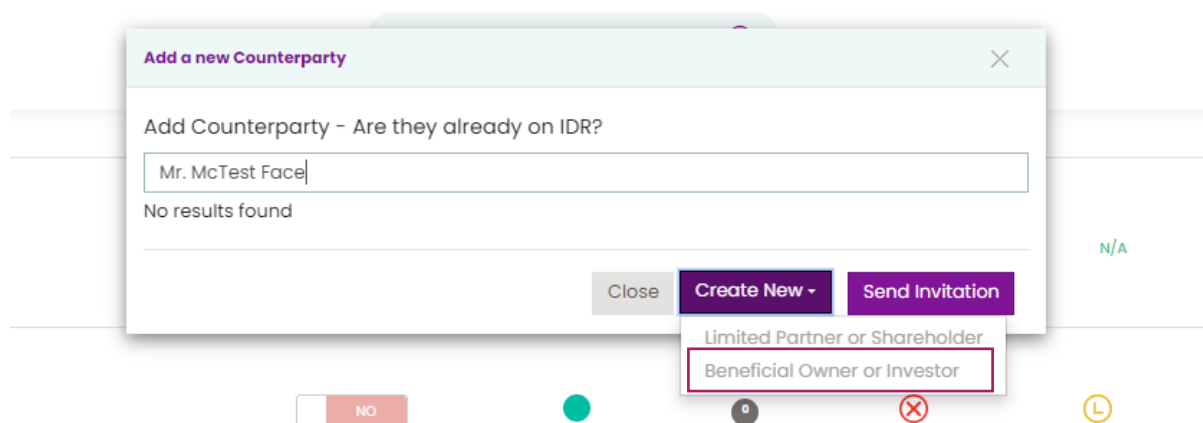 Add a new Counterparty
Add Counterparty - Are they already on IDR?
Mr. McTest Face
No results found
N/A
Close
Create New
Send Invitation
Limited Partner or Shareholder
Beneficial Owner or Investor
NO
0